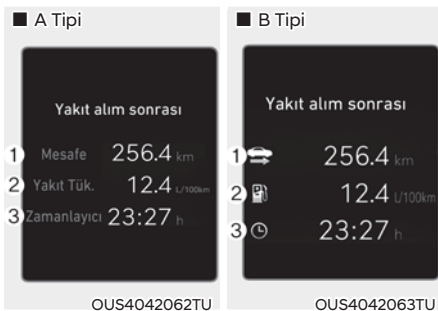 ■ A Tipi
Yakıt alım sonrası
1 Mesafe 256.4 km
2 Yakıt Tük. 12.4 L/100km
3 Zamanlayıcı 23:27 h
OUS4042062TU
■ B Tipi
Yakıt alım sonrası
1 256.4 km
2 12.4 L/100km
3 23:27 h
OUS4042063TU